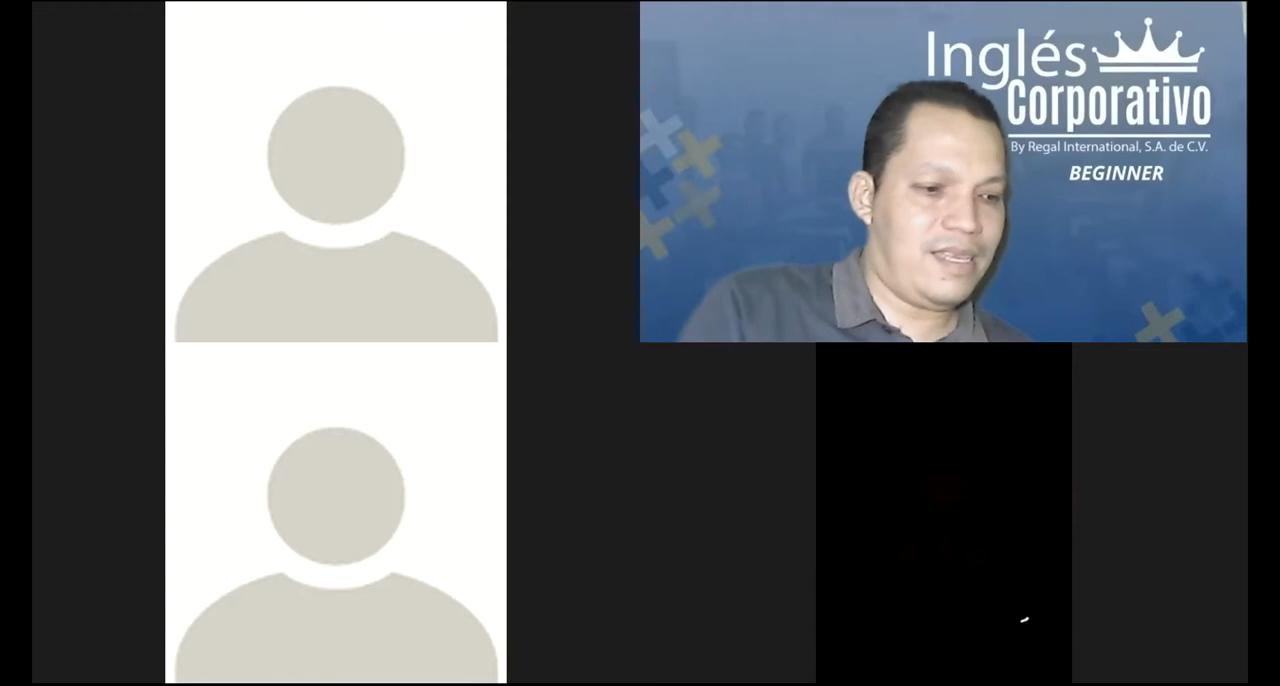 Inglés
Corporativo
By Regal International, S.A. de C.V.
BEGINNER